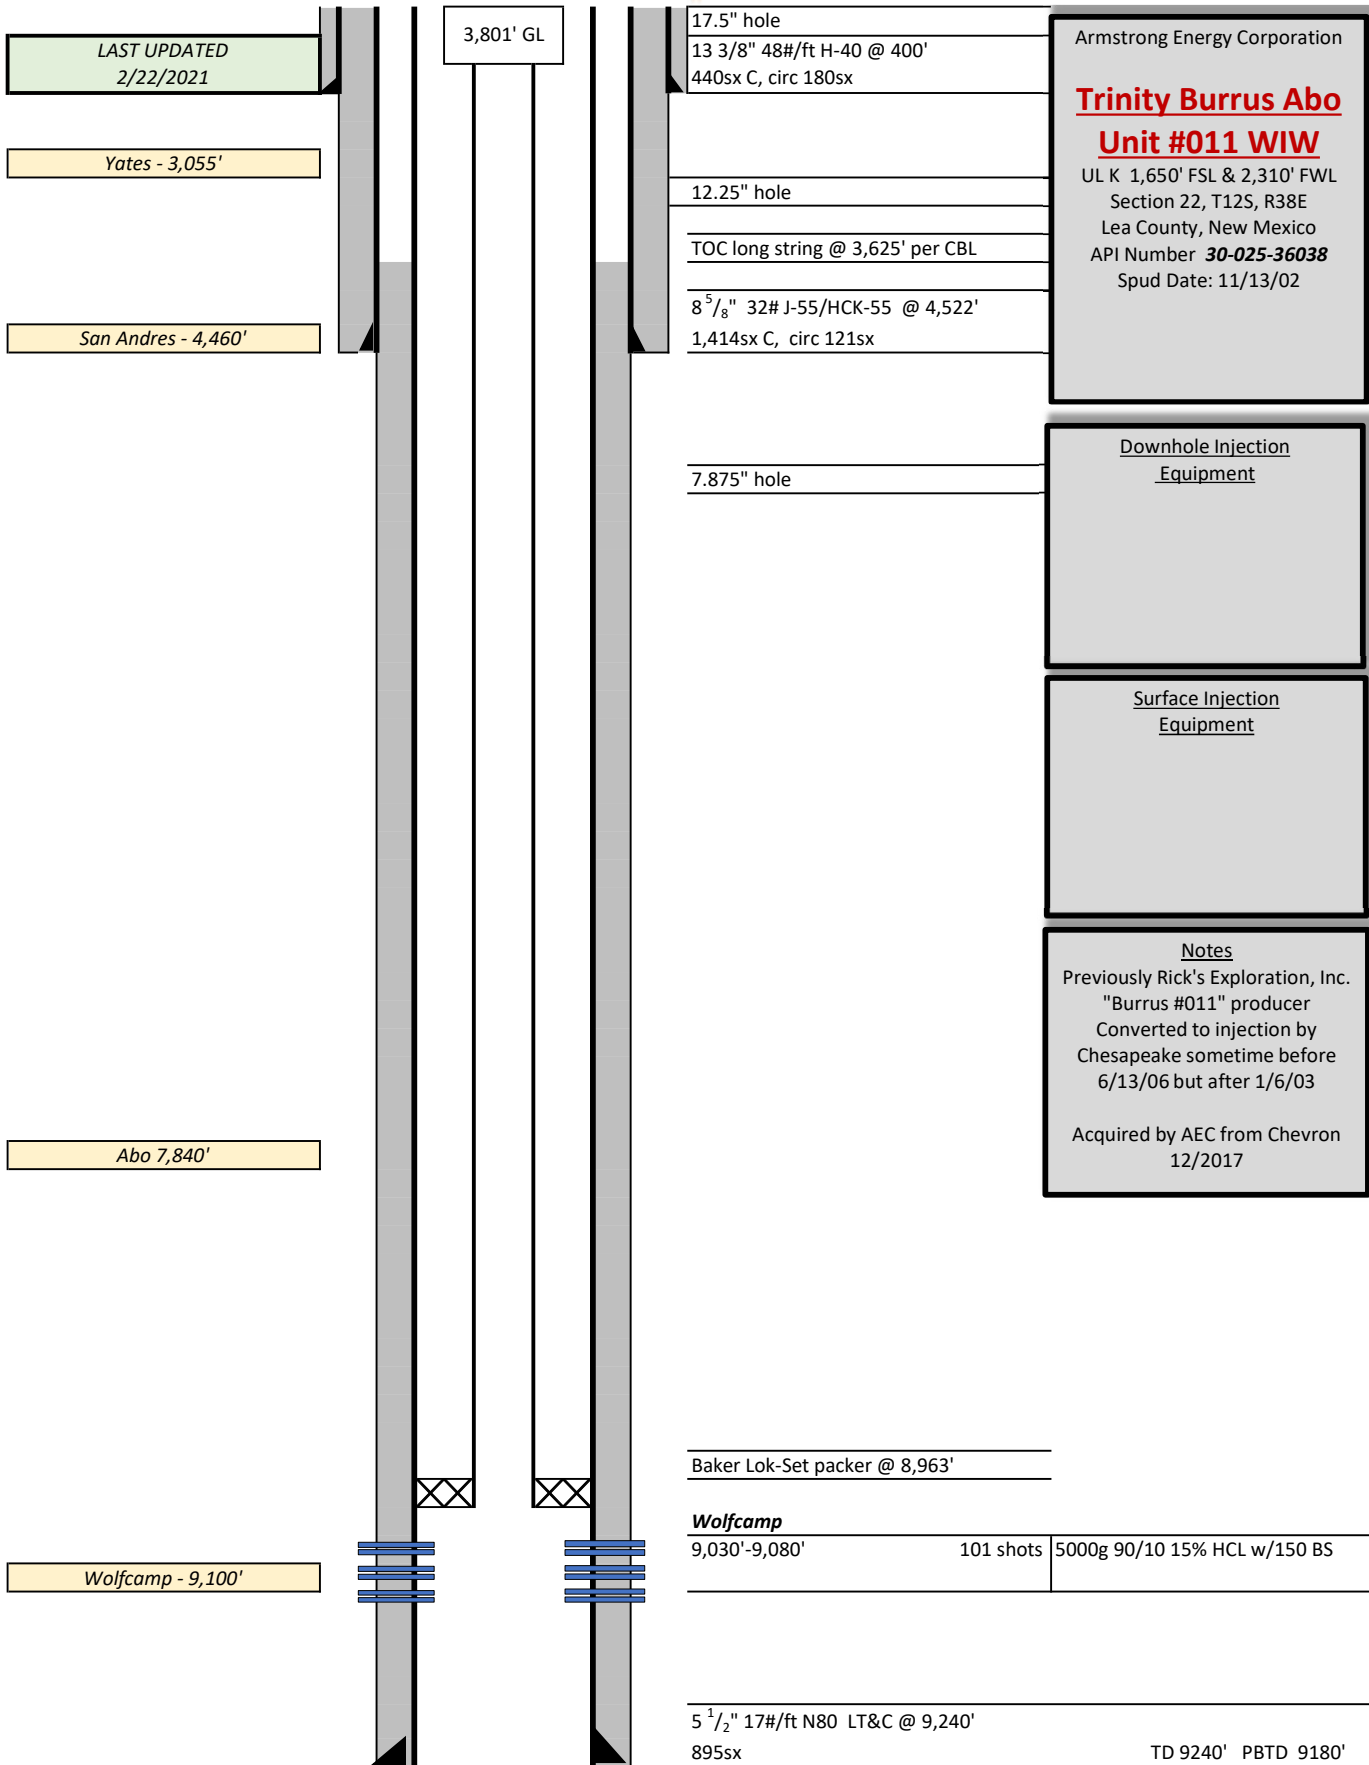 3,801' GL
LAST UPDATED
2/22/2021
Yates - 3,055'
San Andres - 4,460'
Abo 7,840'
Wolfcamp - 9,100'
17.5" hole
13 3/8" 48#/ft H-40 @ 400'
440sx C, circ 180sx
12.25" hole
TOC long string @ 3,625' per CBL
8 5/8" 32# J-55/HCK-55 @ 4,522'
1,414sx C, circ 121sx
7.875" hole
Baker Lok-Set packer @ 8,963'
Wolfcamp
9,030'-9,080' 101 shots 5000g 90/10 15% HCL w/150 BS
5 1/2" 17#/ft N80 LT&C @ 9,240'
895sx TD 9240' PBTD 9180'
Armstrong Energy Corporation
Trinity Burrus Abo
Unit #011 WIW
UL K 1,650' FSL & 2,310' FWL
Section 22, T12S, R38E
Lea County, New Mexico
API Number 30-025-36038
Spud Date: 11/13/02
Downhole Injection
Equipment
Surface Injection
Equipment
Notes
Previously Rick's Exploration, Inc.
"Burrus #011" producer
Converted to injection by
Chesapeake sometime before
6/13/06 but after 1/6/03
Acquired by AEC from Chevron
12/2017